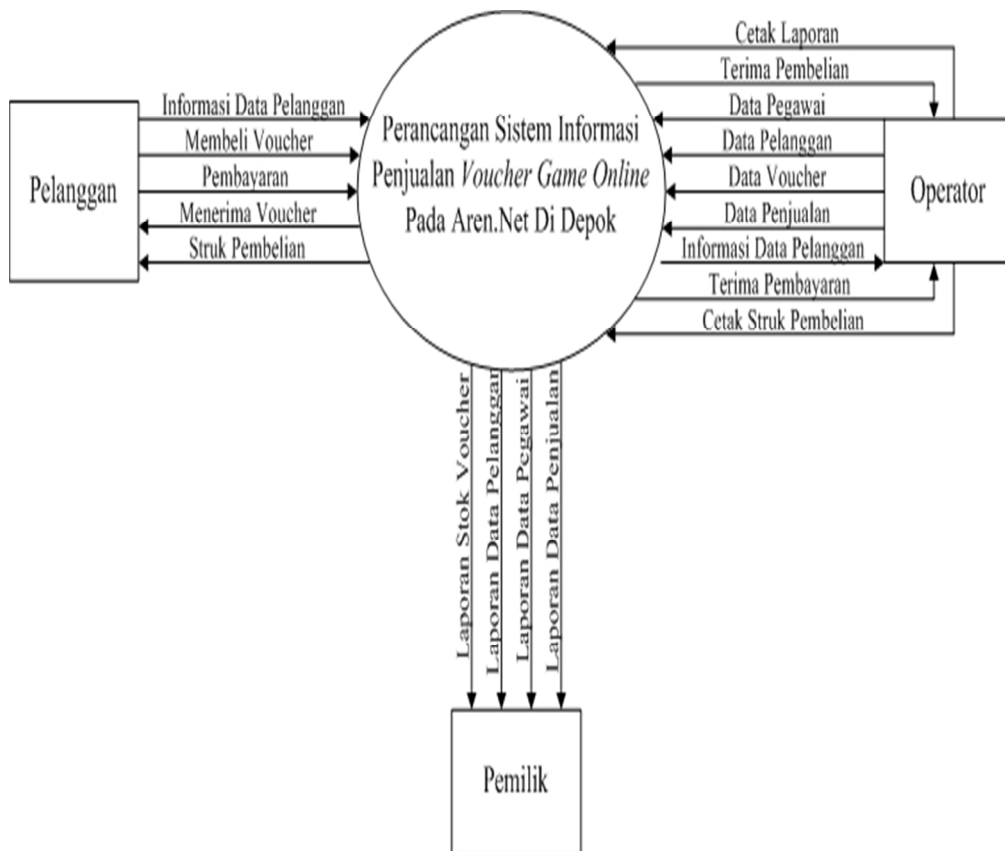 Pelanggan
Informasi Data Pelanggan
Membeli Voucher
Pembayaran
Menerima Voucher
Struk Pembelian
Perancangan Sistem Informasi
Penjualan Voucher Game Online
Pada Aren.Net Di Depok
Cetak Laporan
Terima Pembelian
Data Pegawai
Data Pelanggan
Data Voucher
Data Penjualan
Informasi Data Pelanggan
Terima Pembayaran
Cetak Struk Pembelian
Operator
Laporan Stok Voucher
Laporan Data Pelanggan
Laporan Data Pegawai
Laporan Data Penjualan
Pemilik